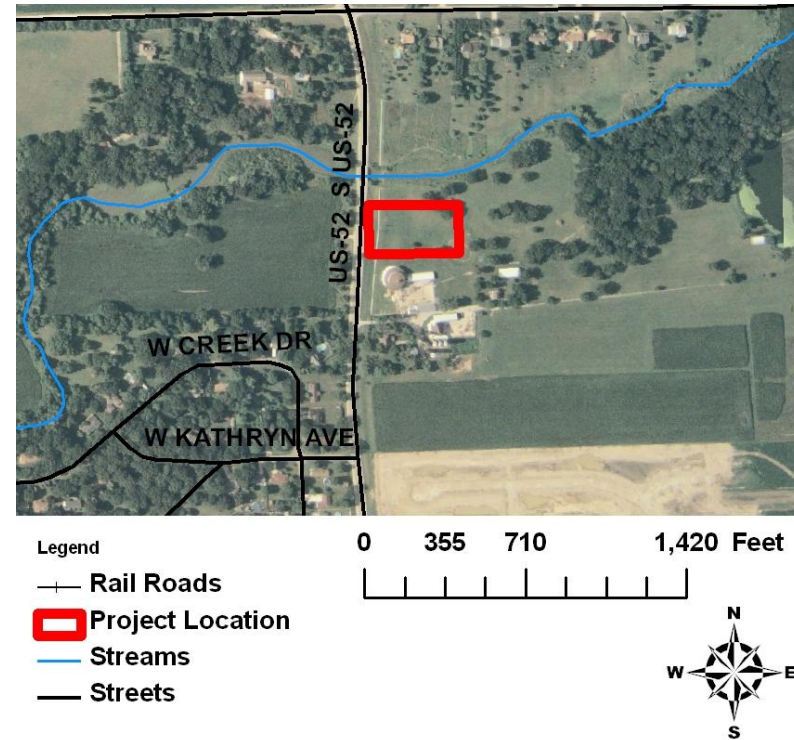 US-52 S US-52
W CREEK DR
W KATHRYN AVE
Legend
0 355 710 1,420 Feet
Rail Roads
Project Location
Streams
Streets
N
W E
S